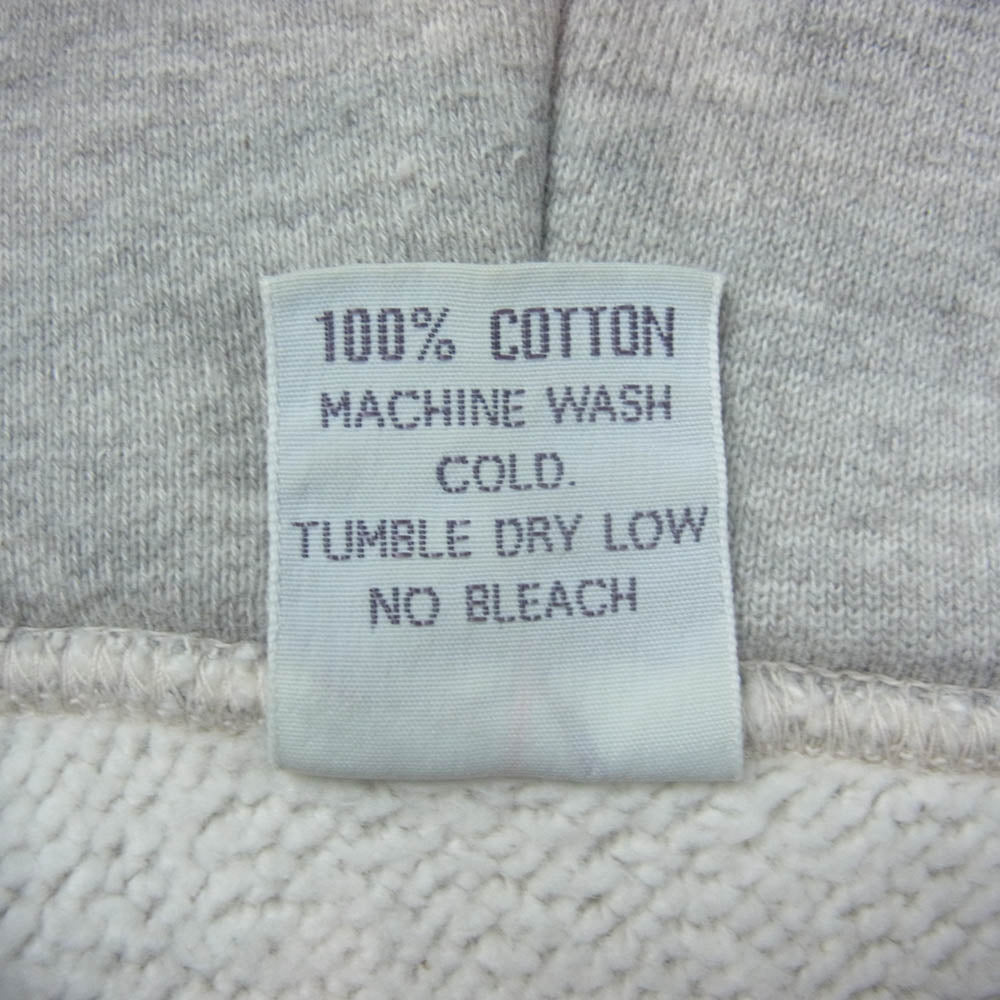 100% COTTON
MACHINE WASH
COLD.
TUMBLE DRY LOW
NO BLEACH